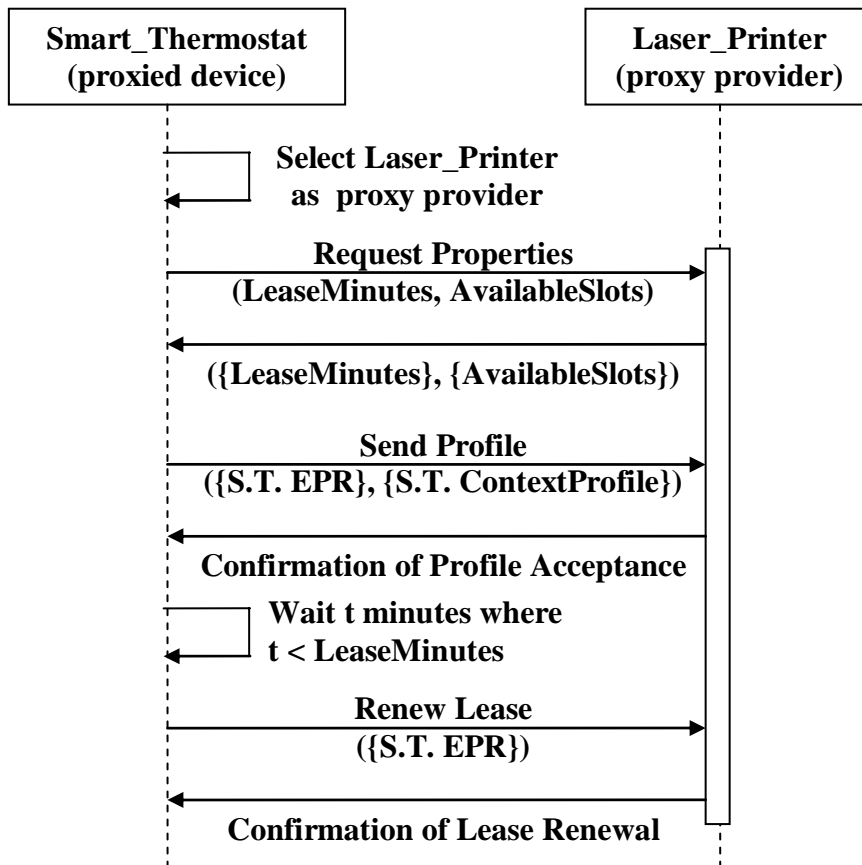 Smart_Thermostat
(proxied device)
Laser_Printer
(proxy provider)
Select Laser_Printer
as proxy provider
Request Properties
(LeaseMinutes, AvailableSlots)
({LeaseMinutes}, {AvailableSlots})
Send Profile
({S.T. EPR}, {S.T. ContextProfile})
Confirmation of Profile Acceptance
Wait t minutes where
t < LeaseMinutes
Renew Lease
({S.T. EPR})
Confirmation of Lease Renewal